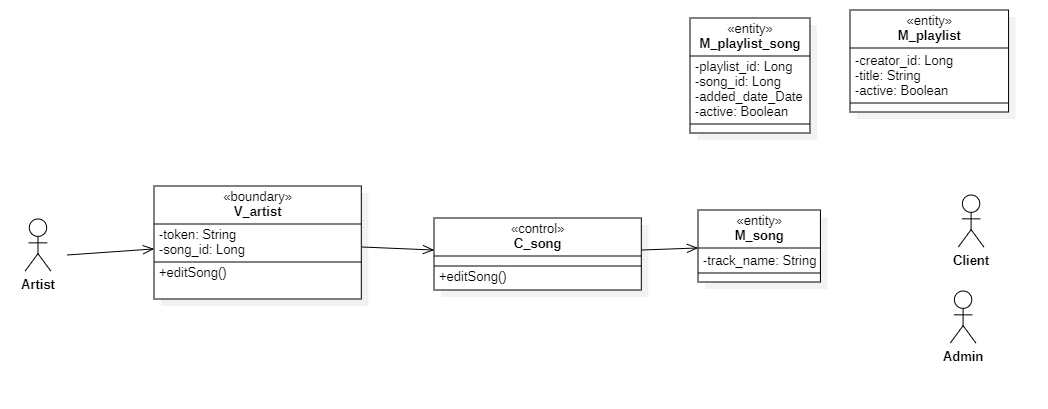 «entity»
M_playlist_song
-playlist_id: Long
-song_id: Long
-added_date_Date
-active: Boolean
«entity»
M_playlist
-creator_id: Long
-title: String
-active: Boolean
Artist
«boundary»
V_artist
-token: String
-song_id: Long
+editSong()
«control»
C_song
+editSong()
«entity»
M_song
-track_name: String
Client
Admin